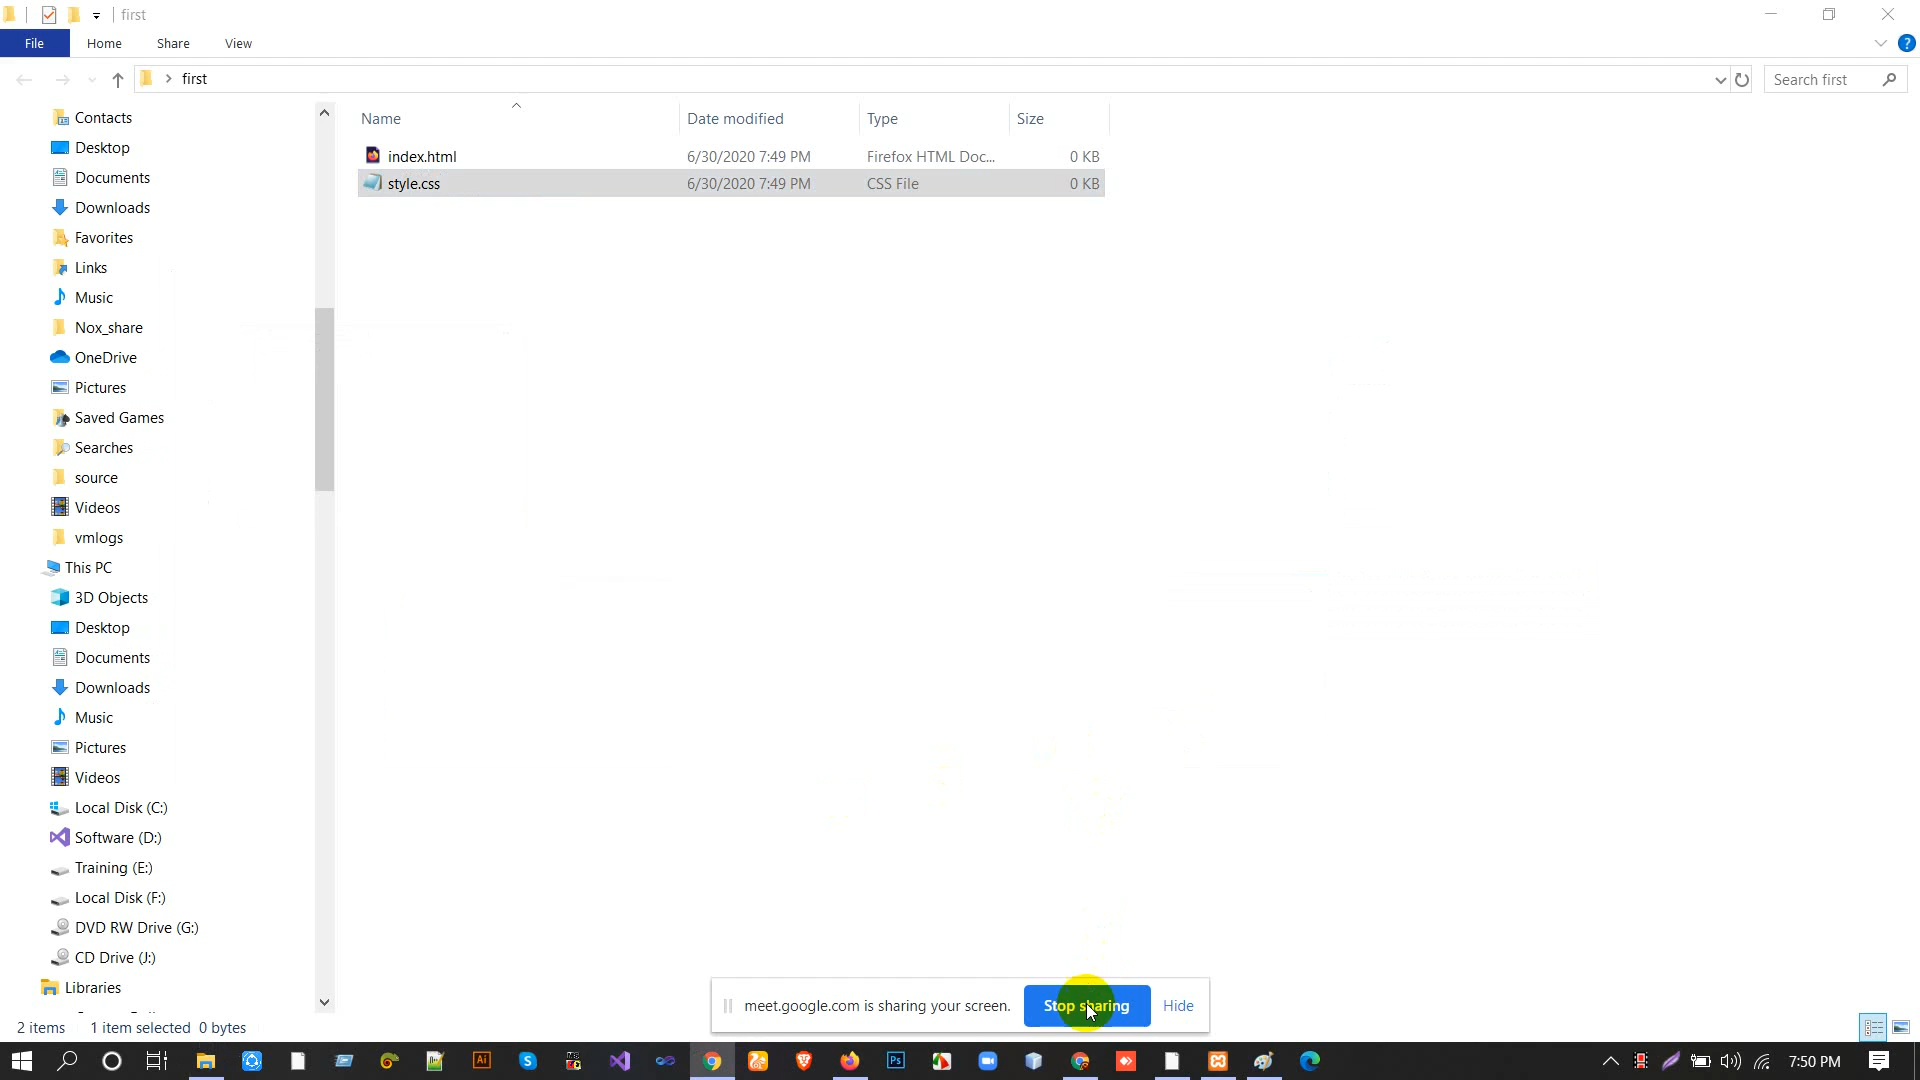 first
File Home Share View
first
Search first
Name Date modified Type Size
index.html 6/30/2020 7:49 PM Firefox HTML Doc... 0 KB
style.css 6/30/2020 7:49 PM CSS File 0 KB
Contacts
Desktop
Documents
Downloads
Favorites
Links
Music
Nox_share
OneDrive
Pictures
Saved Games
Searches
source
Videos
vmlogs
This PC
3D Objects
Desktop
Documents
Downloads
Music
Pictures
Videos
Local Disk (C:)
Software (D:)
Training (E:)
Local Disk (F:)
DVD RW Drive (G:)
CD Drive (J:)
Libraries
meet.google.com is sharing your screen. Stop sharing Hide
2 items 1 item selected 0 bytes
7:50 PM